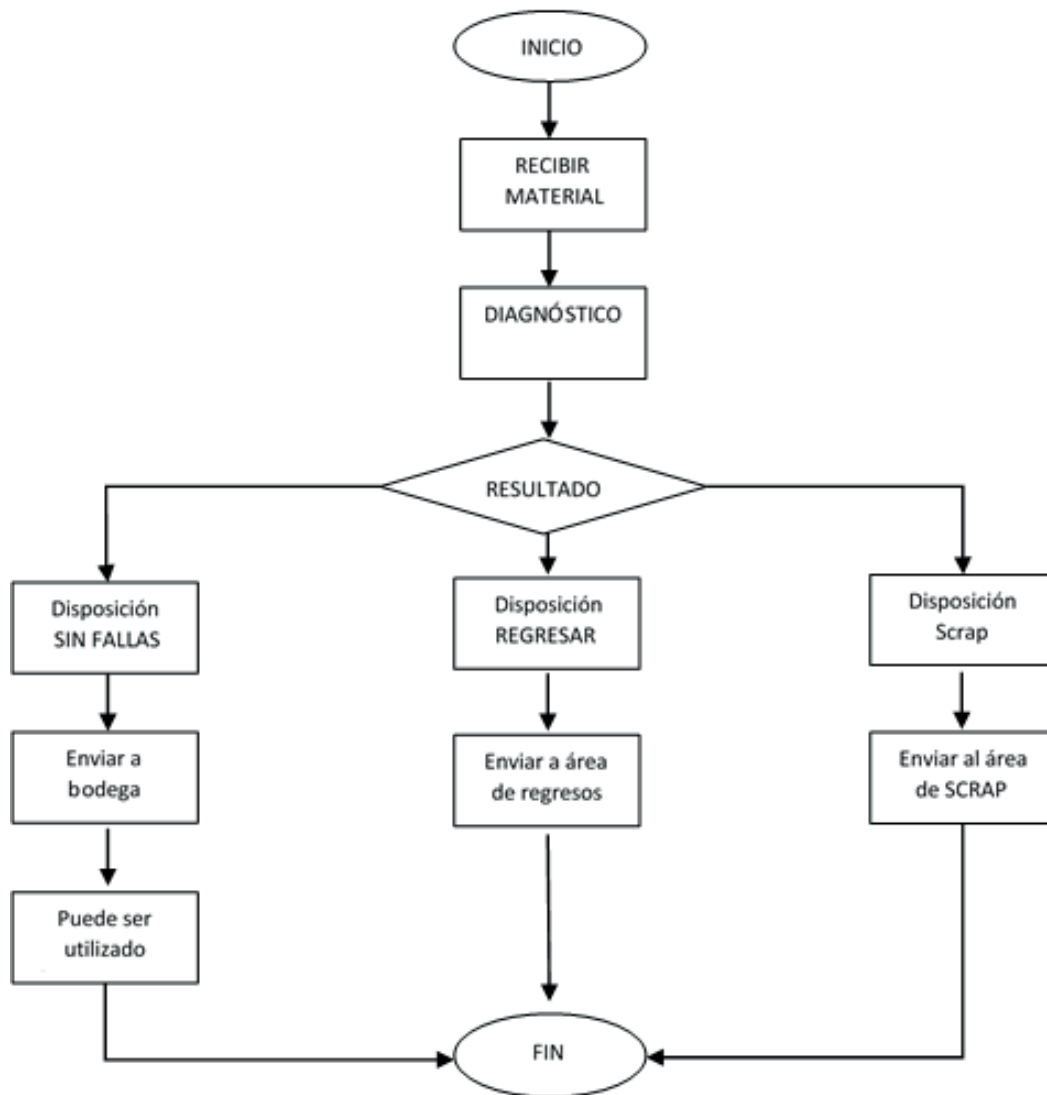 INICIO
RECIBIR
MATERIAL
DIAGNÓSTICO
RESULTADO
Disposición
SIN FALLAS
Disposición
REGRESAR
Disposición
Scrap
Enviar a
bodega
Enviar a área
de regresos
Enviar al área
de SCRAP
Puede ser
utilizado
FIN